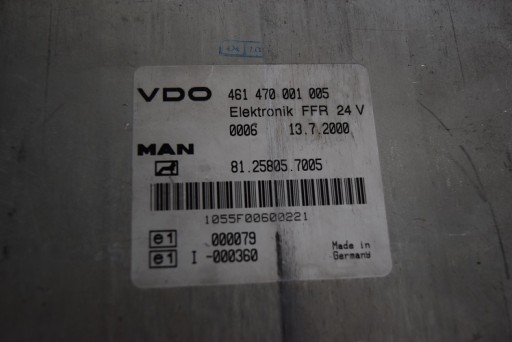 VDO 461 470 001 005
Elektronik FFR 24 V
0006 13.7.2000
MAN
81.25805.7005
1055F00600221
e1 000079
e1 I -000360
Made in
Germany